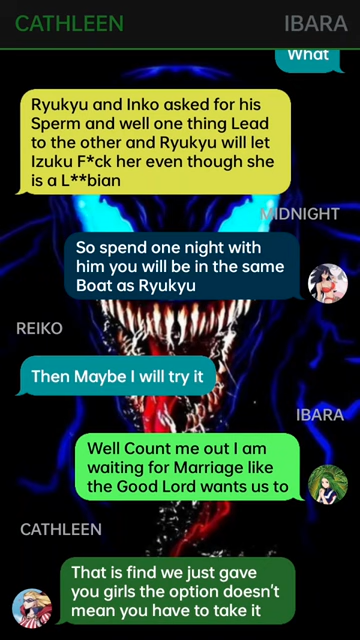 CATHLEEN IBARA
What
Ryukyu and Inko asked for his
Sperm and well one thing Lead
to the other and Ryukyu will let
Izuku F*ck her even though she
is a L**bian
MIDNIGHT
So spend one night with
him you will be in the same
Boat as Ryukyu
REIKO
Then Maybe I will try it
IBARA
Well Count me out I am
waiting for Marriage like
the Good Lord wants us to
CATHLEEN
That is find we just gave
you girls the option doesn't
mean you have to take it